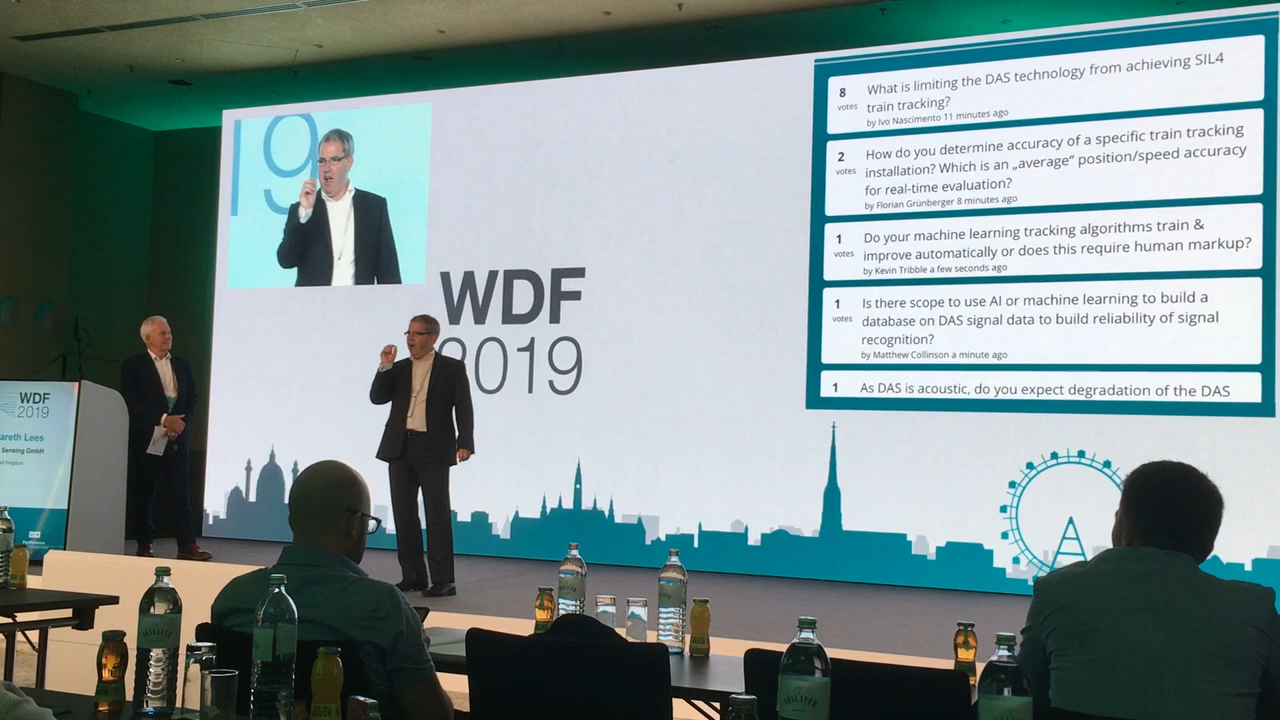 19
WDF
2019
8
votes
What is limiting the DAS technology from achieving SIL4
train tracking?
by Ivo Nascimento 11 minutes ago
2
votes
How do you determine accuracy of a specific train tracking
installation? Which is an „average“ position/speed accuracy
for real-time evaluation?
by Florian Grünberger 8 minutes ago
1
votes
Do your machine learning tracking algorithms train &
improve automatically or does this require human markup?
by Kevin Tribble a few seconds ago
1
votes
Is there scope to use AI or machine learning to build a
database on DAS signal data to build reliability of signal
recognition?
by Matthew Collinson a minute ago
1
As DAS is acoustic, do you expect degradation of the DAS
WDF
2019
areth Lees
Sensing GmbH